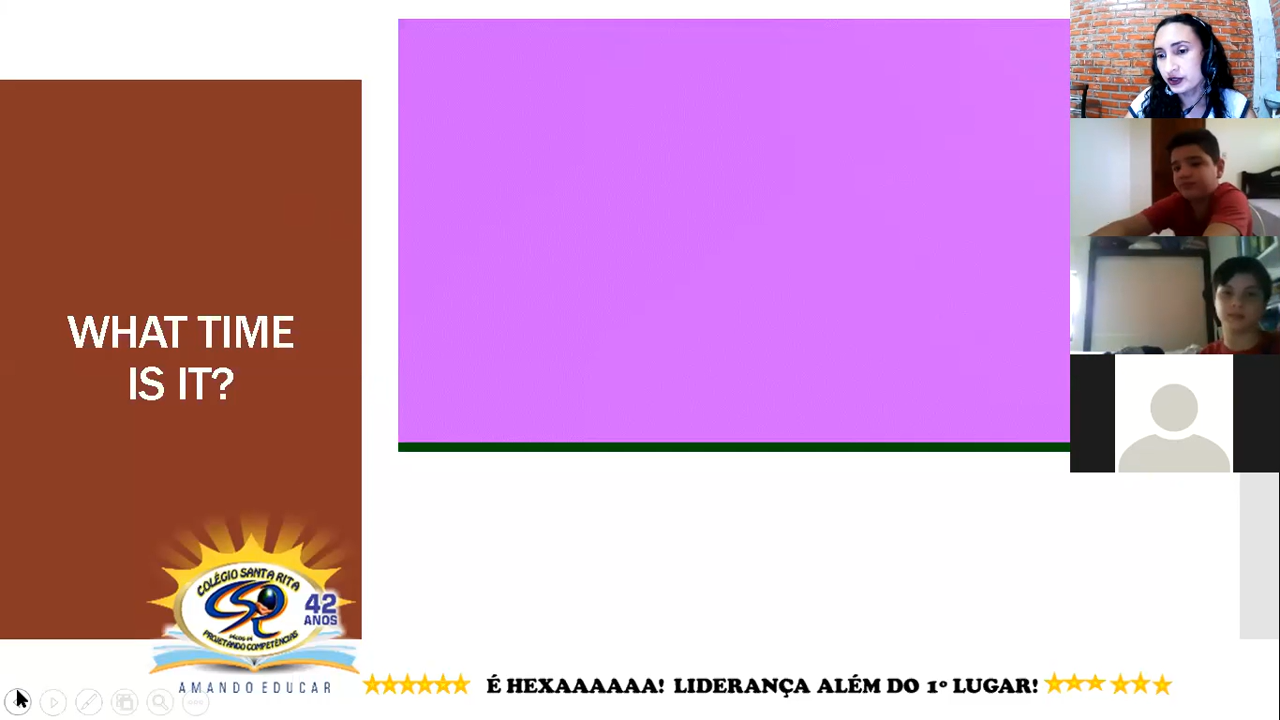 WHAT TIME
IS IT?
COLÉGIO SANTA RITA
42
ANOS
PROJETANDO COMPETÊNCIAS
AMANDO EDUCAR
É HEXAAAAAA! LIDERANÇA ALÉM DO 1º LUGAR!